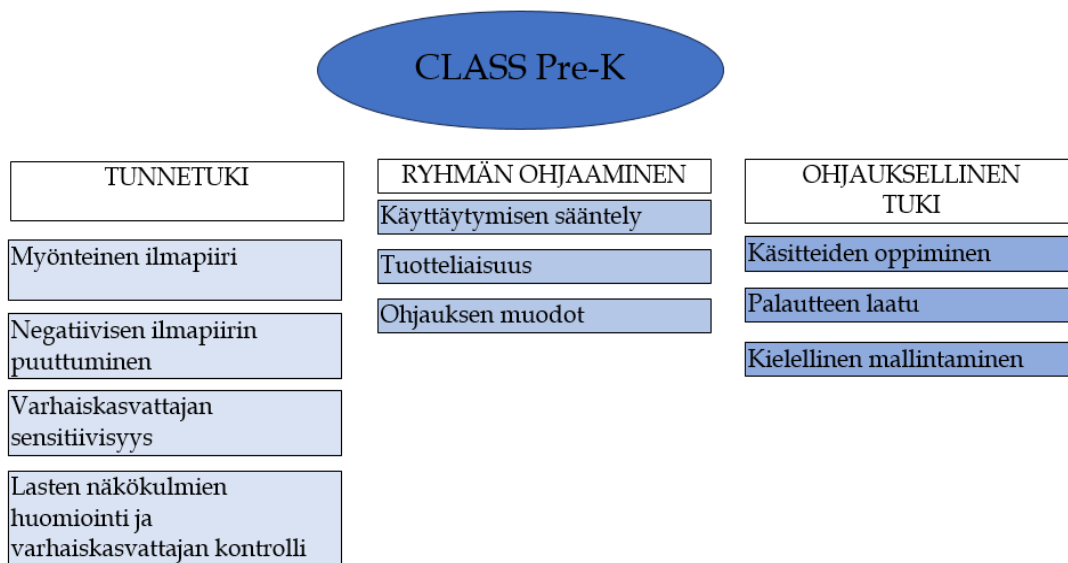 CLASS Pre-K
TUNNETUKI
Myönteinen ilmapiiri
Negatiivisen ilmapiirin
puuttuminen
Varhaiskasvattajan
sensitiivisyys
Lasten näkökulmien
huomiointi ja
varhaiskasvattajan kontrolli
RYHMÄN OHJAAMINEN
Käyttäytymisen sääntely
Tuotteliaisuus
Ohjauksen muodot
OHJAUKSELLINEN
TUKI
Käsitteiden oppiminen
Palautteen laatu
Kielellinen mallintaminen